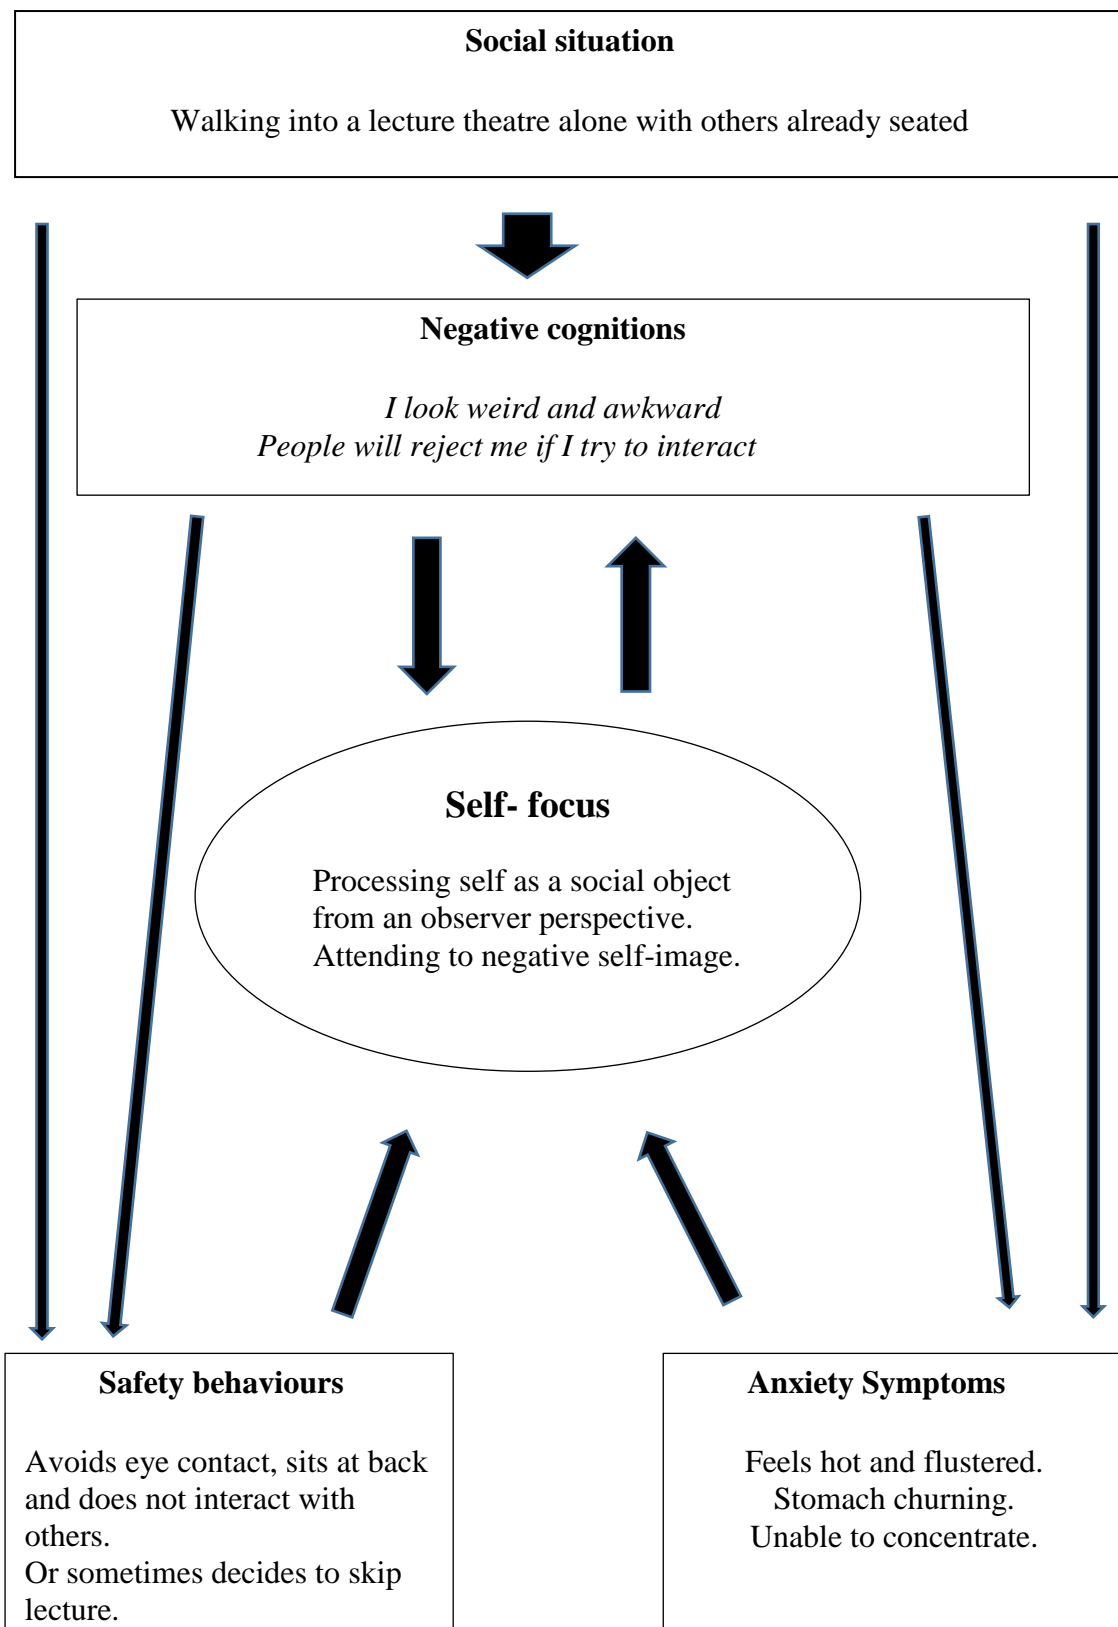 Social situation
Walking into a lecture theatre alone with others already seated
Negative cognitions
I look weird and awkward
People will reject me if I try to interact
Self- focus
Processing self as a social object
from an observer perspective.
Attending to negative self-image.
Safety behaviours
Avoids eye contact, sits at back
and does not interact with
others.
Or sometimes decides to skip
lecture.
Anxiety Symptoms
Feels hot and flustered.
Stomach churning.
Unable to concentrate.